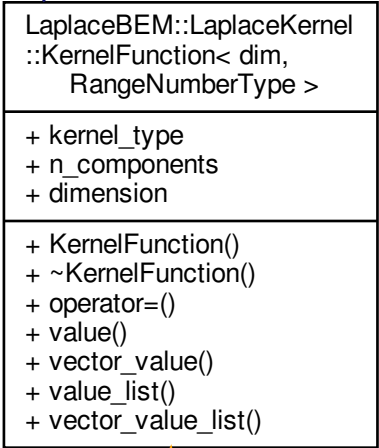 LaplaceBEM::LaplaceKernel
::KernelFunction< dim,
RangeNumberType >
+ kernel_type
+ n_components
+ dimension
+ KernelFunction()
+ ~KernelFunction()
+ operator=()
+ value()
+ vector_value()
+ value_list()
+ vector_value_list()